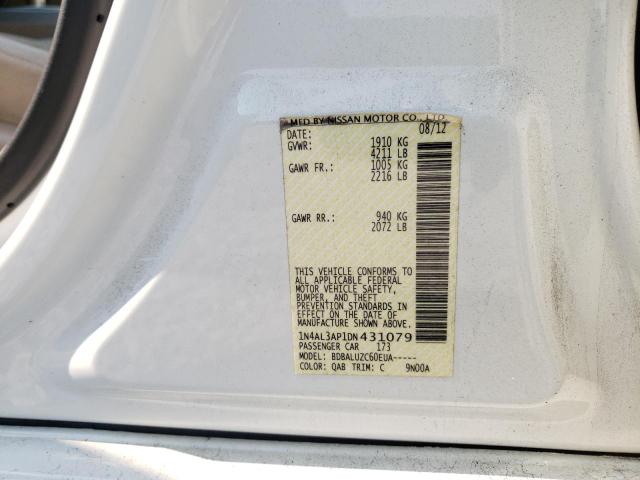 MFD BY NISSAN MOTOR CO., LTD.
DATE: 08/12
GVWR: 1910 KG
4211 LB
GAWR FR.: 1005 KG
2216 LB
GAWR RR.: 940 KG
2072 LB
THIS VEHICLE CONFORMS TO
ALL APPLICABLE FEDERAL
MOTOR VEHICLE SAFETY,
BUMPER, AND THEFT
PREVENTION STANDARDS IN
EFFECT ON THE DATE OF
MANUFACTURE SHOWN ABOVE.
1N4AL3AP1DN431079
PASSENGER CAR 173
MODEL: BDBALUZC60EUA-----
COLOR: QAB TRIM: C 9N00A